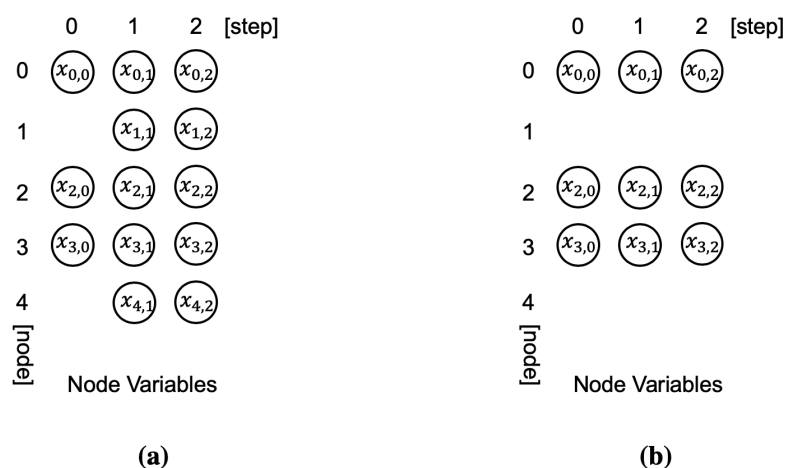 0 1 2 [step] 0 1 2 [step]
0 x0,0 x0,1 x0,2 0 x0,0 x0,1 x0,2
1 x1,1 x1,2 1
2 x2,0 x2,1 x2,2 2 x2,0 x2,1 x2,2
3 x3,0 x3,1 x3,2 3 x3,0 x3,1 x3,2
4 x4,1 x4,2 4
[node] [node]
Node Variables Node Variables
(a) (b)